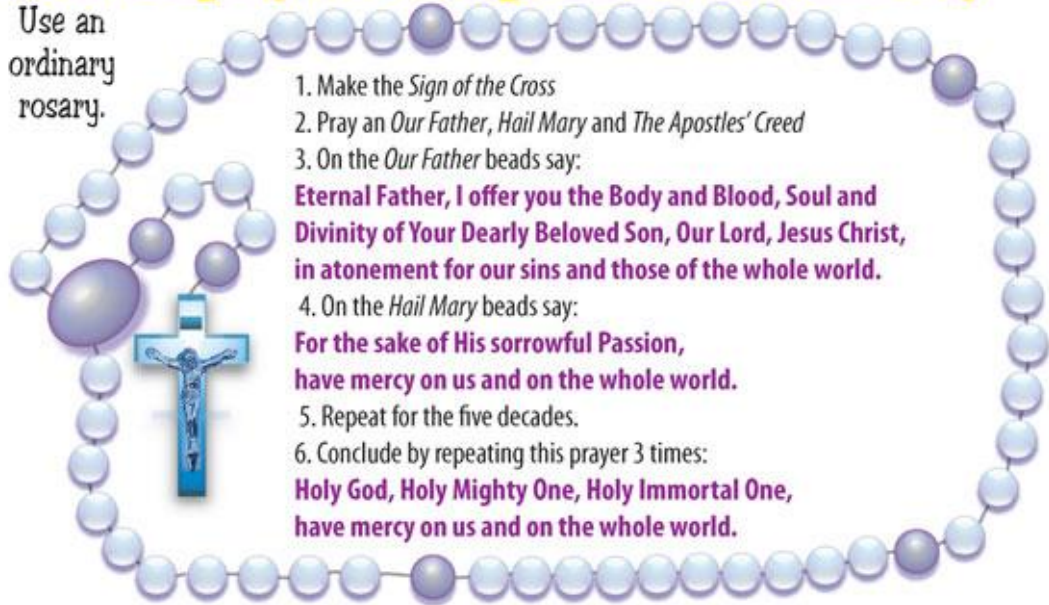 Use an
ordinary
rosary.
1. Make the Sign of the Cross
2. Pray an Our Father, Hail Mary and The Apostles' Creed
3. On the Our Father beads say:
Eternal Father, I offer you the Body and Blood, Soul and
Divinity of Your Dearly Beloved Son, Our Lord, Jesus Christ,
in atonement for our sins and those of the whole world.
4. On the Hail Mary beads say:
For the sake of His sorrowful Passion,
have mercy on us and on the whole world.
5. Repeat for the five decades.
6. Conclude by repeating this prayer 3 times:
Holy God, Holy Mighty One, Holy Immortal One,
have mercy on us and on the whole world.